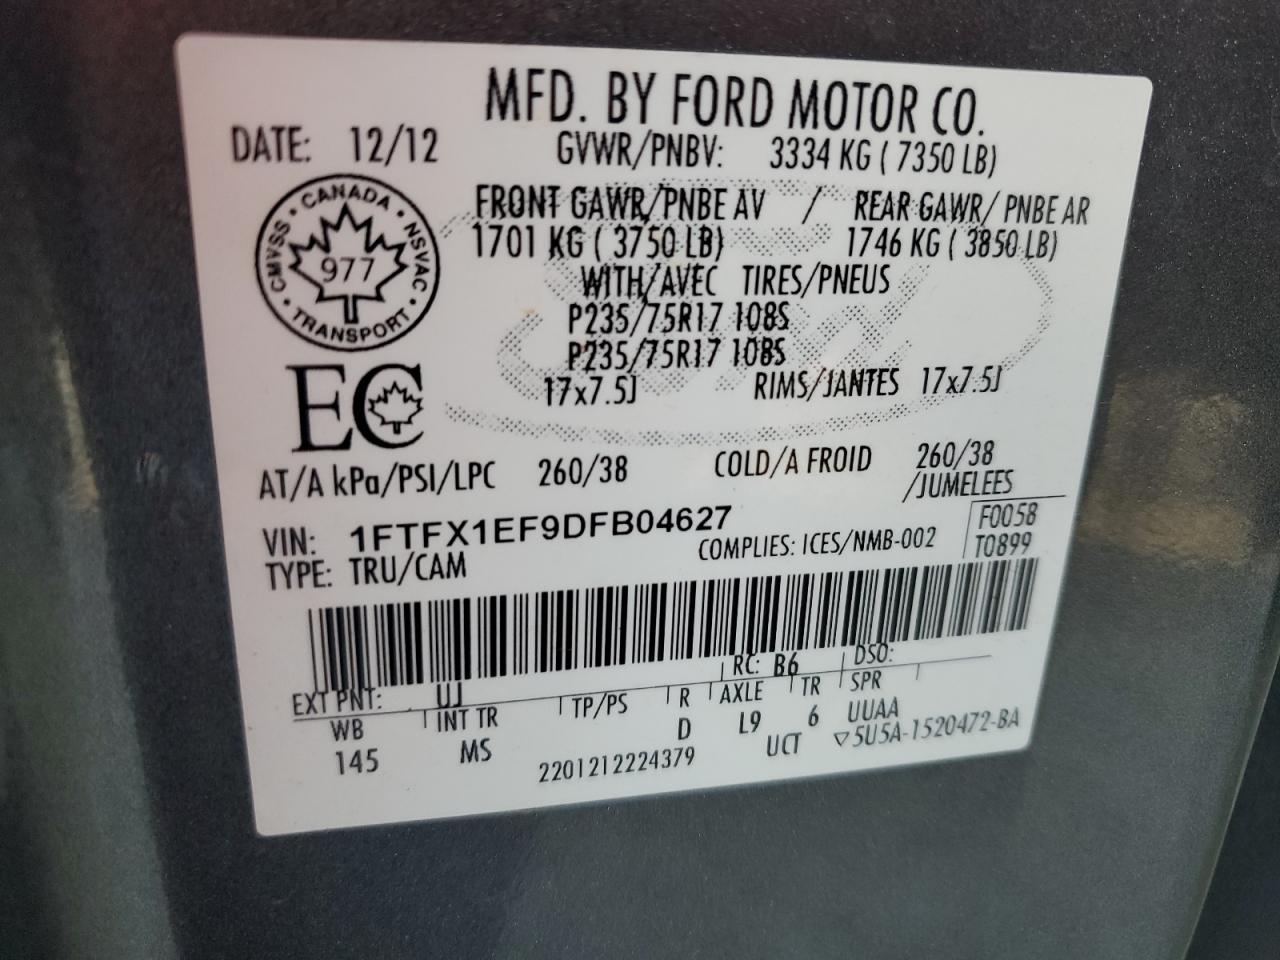 MFD. BY FORD MOTOR CO.
DATE: 12/12 GVWR/PNBV: 3334 KG ( 7350 LB)
CANADA
CMVSS NSVAC
977
TRANSPORT
FRONT GAWR/PNBE AV / REAR GAWR/ PNBE AR
1701 KG ( 3750 LB) 1746 KG ( 3850 LB)
WITH/AVEC TIRES/PNEUS
P235/75R17 108S
P235/75R17 108S
17x7.5J RIMS/JANTES 17x7.5J
EC
AT/A kPa/PSI/LPC 260/38 COLD/A FROID 260/38
/JUMELEES
VIN: 1FTFX1EF9DFB04627 F0058
TYPE: TRU/CAM COMPLIES: ICES/NMB-002 T0899
RC: B6 DSO:
EXT PNT: UJ
WB INT TR TP/PS R AXLE TR SPR
145 MS D L9 6 UUAA
2201212224379 UCT ▽5U5A-1520472-BA